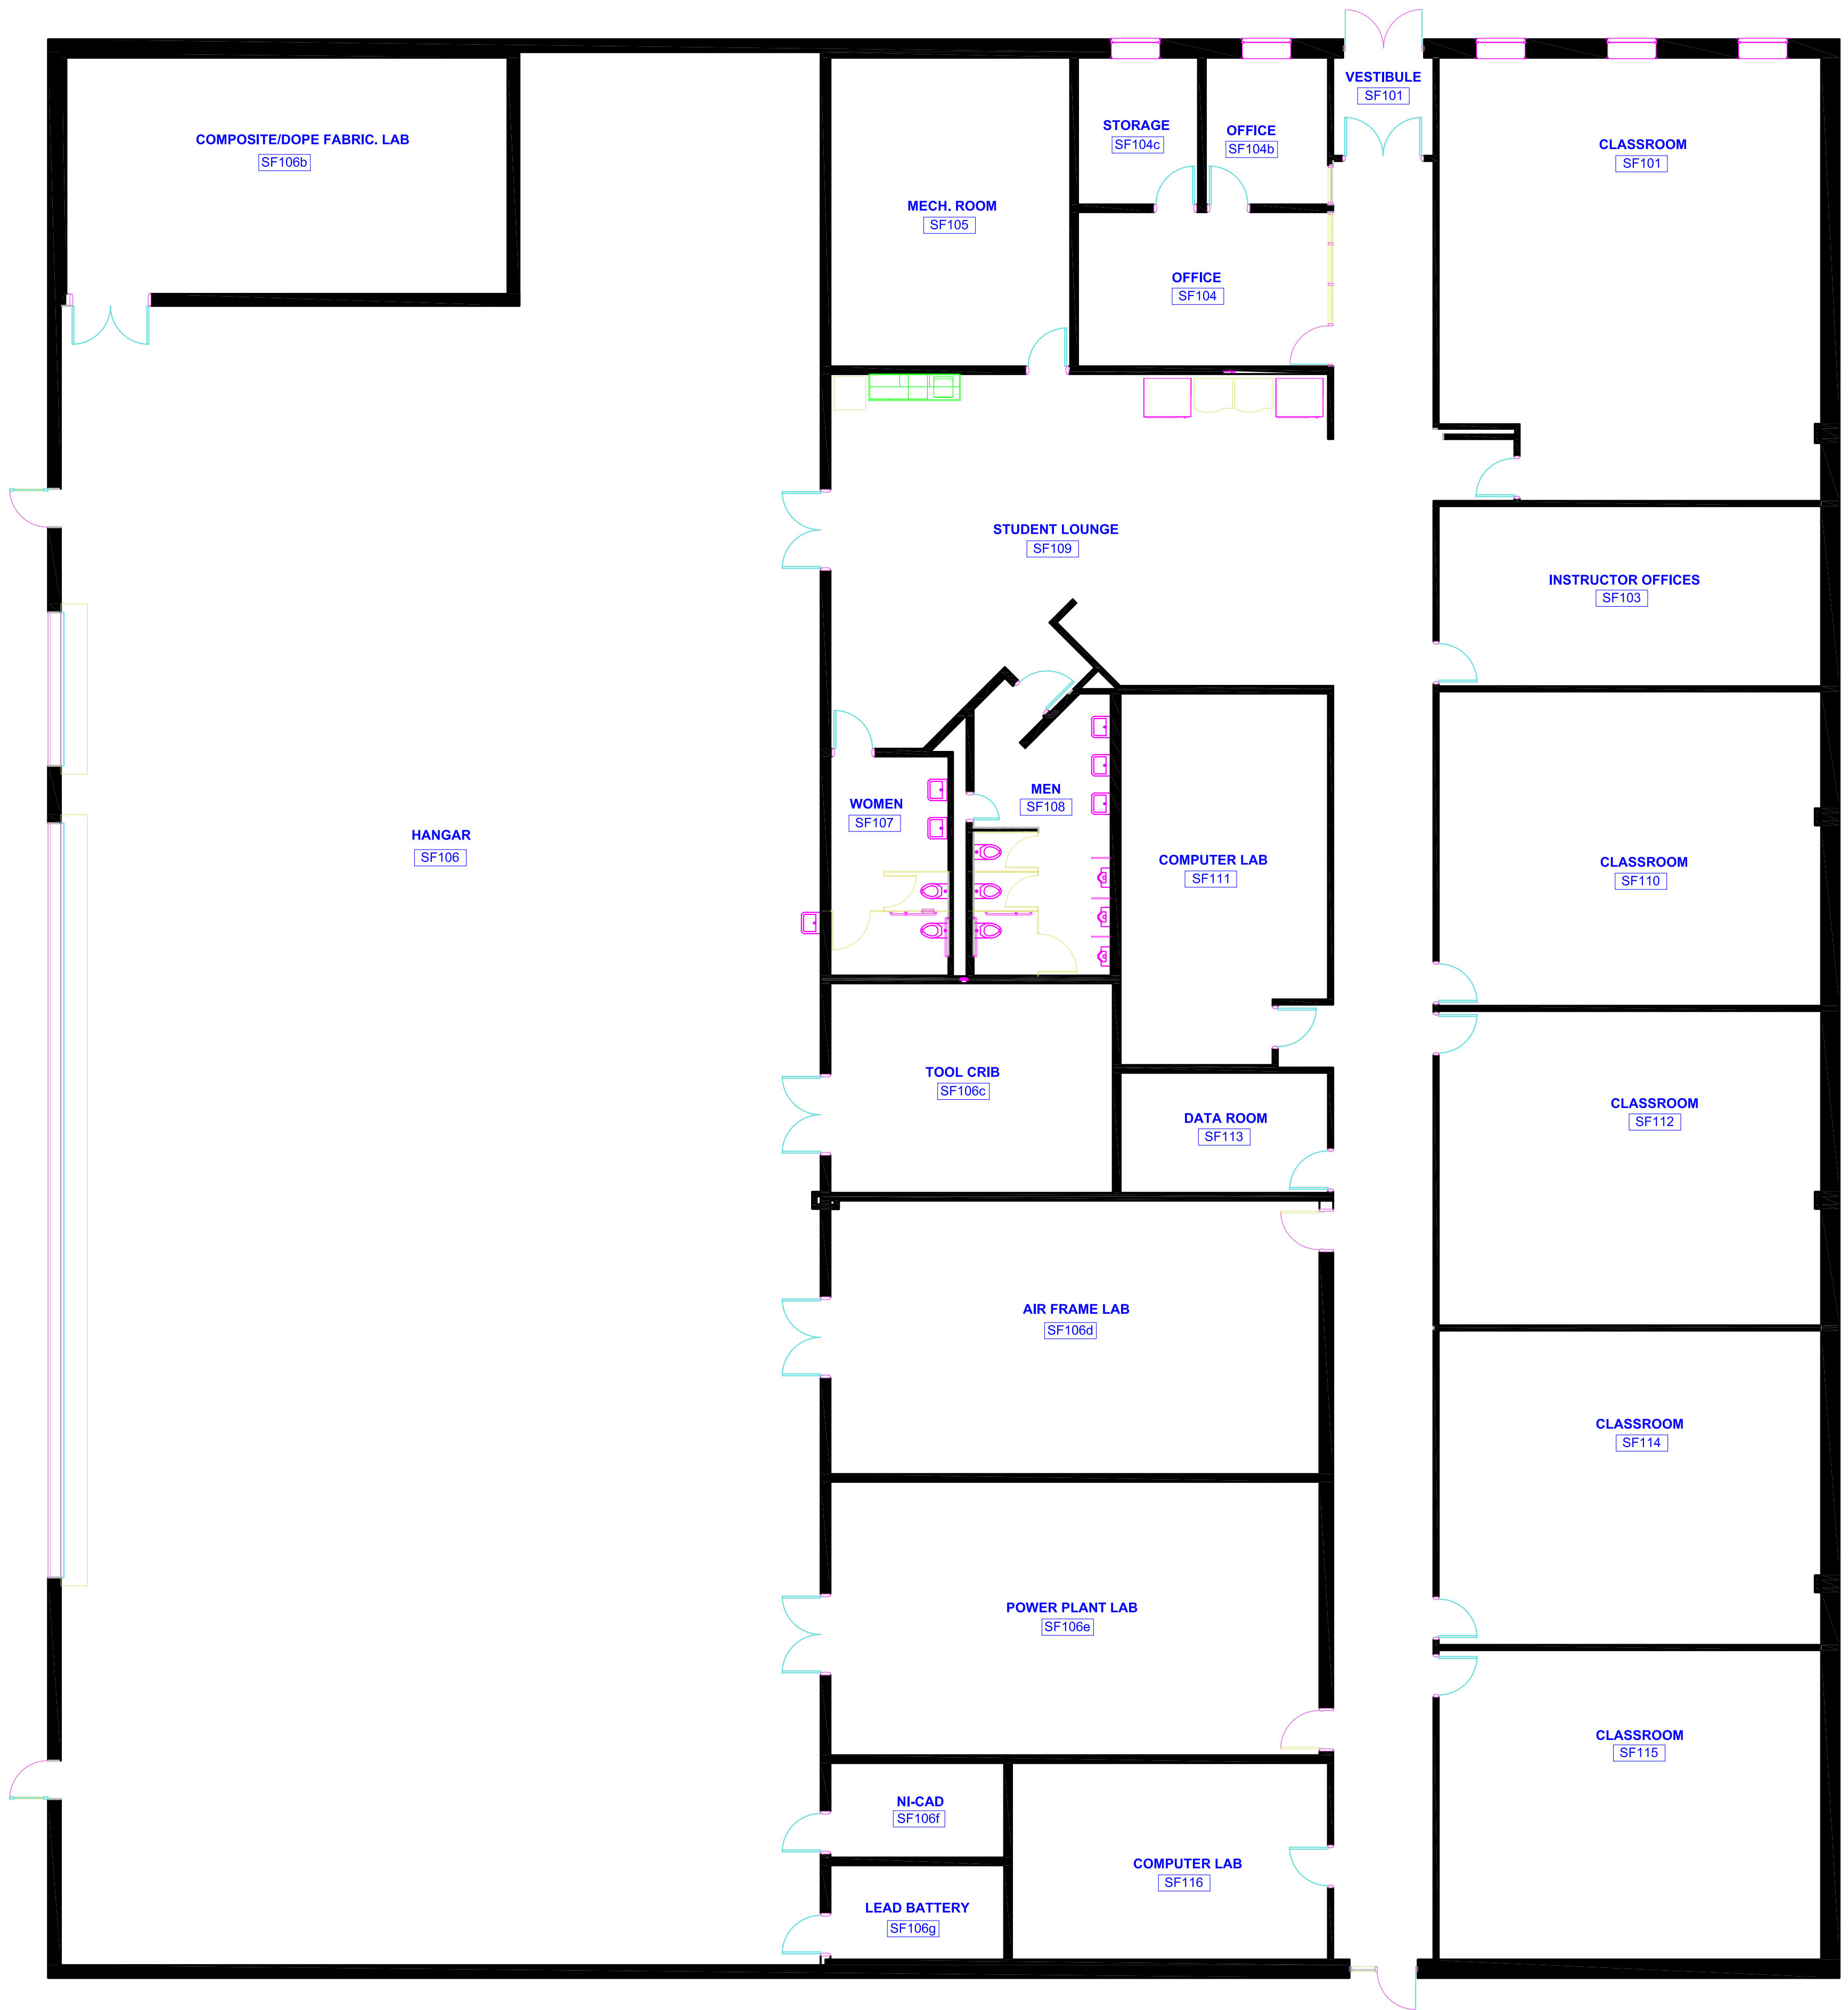 VESTIBULE
SF101
COMPOSITE/DOPE FABRIC. LAB
SF106b
STORAGE
SF104c
OFFICE
SF104b
CLASSROOM
SF101
MECH. ROOM
SF105
OFFICE
SF104
STUDENT LOUNGE
SF109
INSTRUCTOR OFFICES
SF103
HANGAR
SF106
WOMEN
SF107
MEN
SF108
COMPUTER LAB
SF111
CLASSROOM
SF110
TOOL CRIB
SF106c
DATA ROOM
SF113
CLASSROOM
SF112
AIR FRAME LAB
SF106d
CLASSROOM
SF114
POWER PLANT LAB
SF106e
CLASSROOM
SF115
NI-CAD
SF106f
COMPUTER LAB
SF116
LEAD BATTERY
SF106g